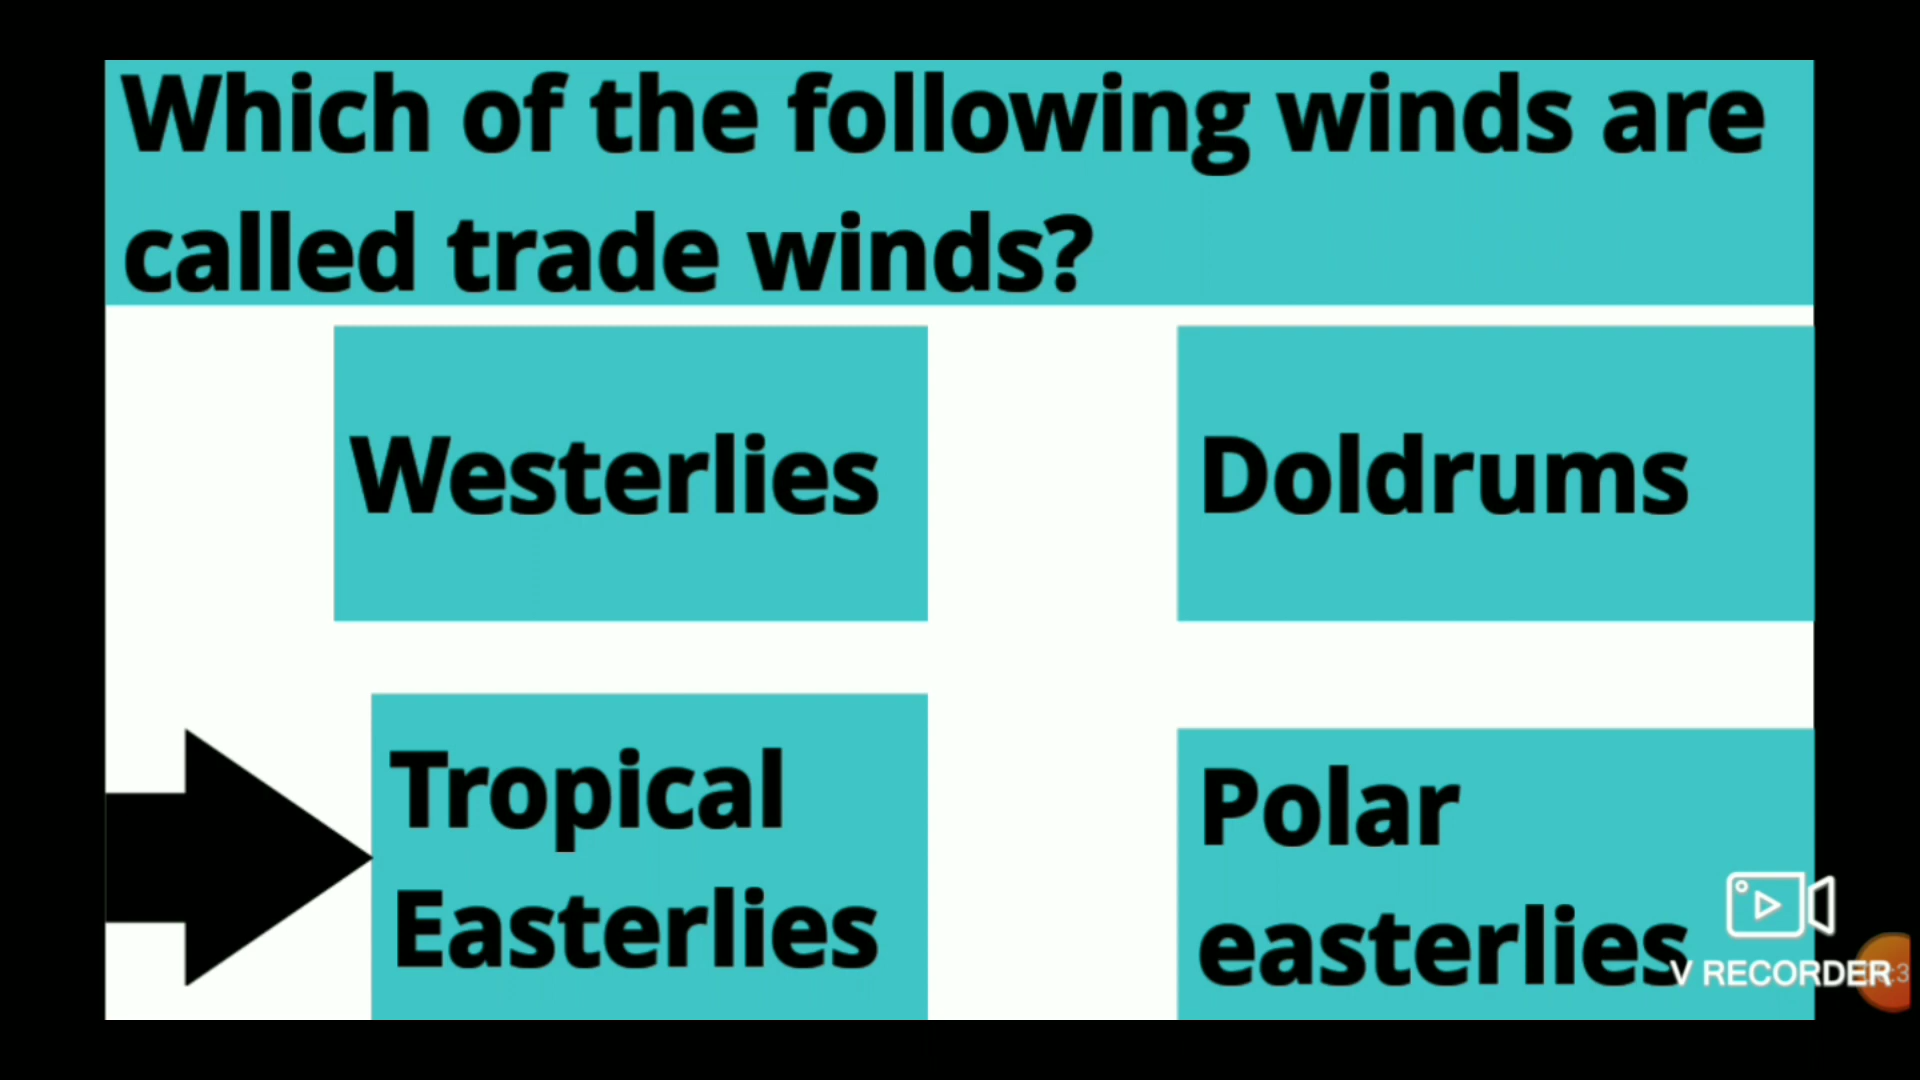 Which of the following winds are
called trade winds?
Westerlies
Doldrums
Tropical
Easterlies
Polar
easterlies
V RECORDER